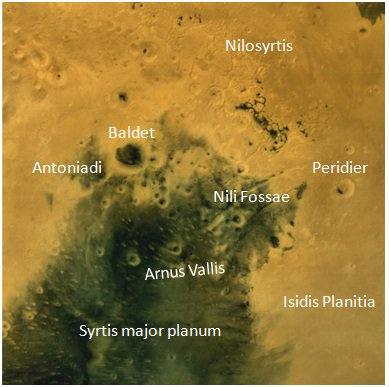 Nilosyrtis
Baldet
Antoniadi
Peridier
Nili Fossae
Arnus Vallis
Isidis Planitia
Syrtis major planum